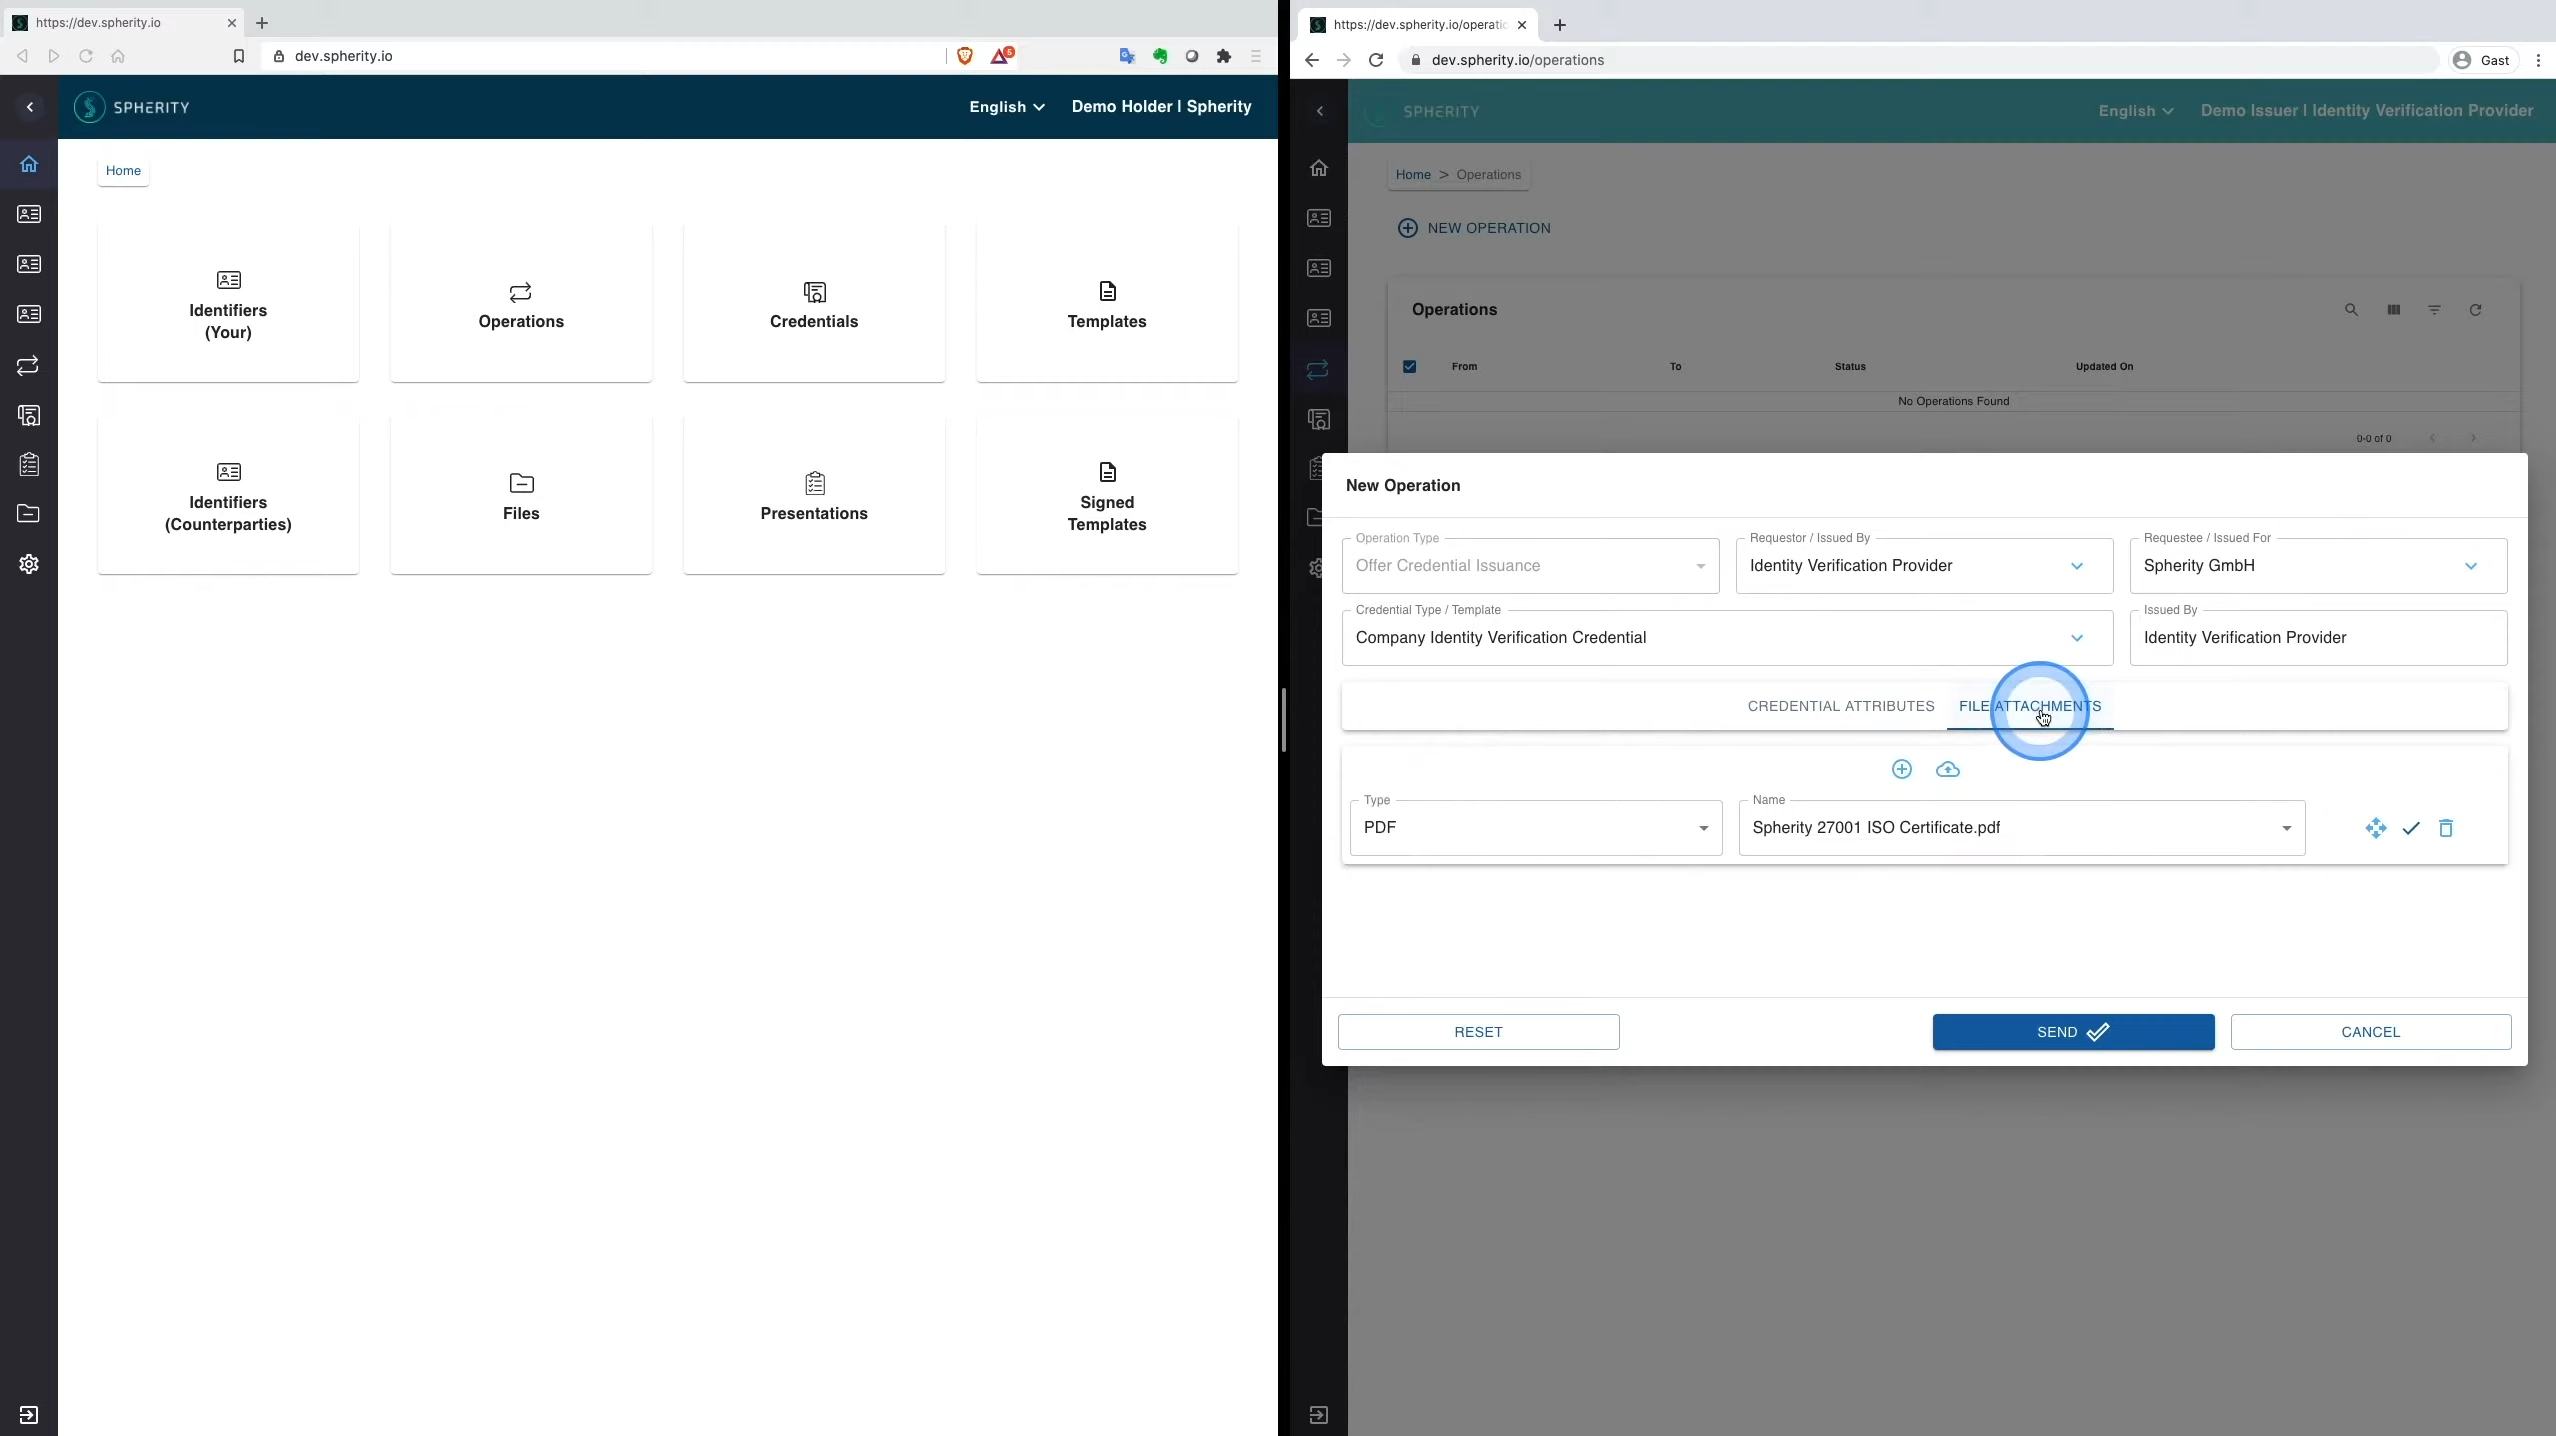 https://dev.spherity.io
dev.spherity.io
5
SPHERITY
English
Demo Holder | Spherity
Home
Identifiers
(Your)
Operations
Credentials
Templates
Identifiers
(Counterparties)
Files
Presentations
Signed
Templates
https://dev.spherity.io/operatio
dev.spherity.io/operations
Gast
SPHERITY
English
Demo Issuer | Identity Verification Provider
Home > Operations
NEW OPERATION
Operations
From
To
Status
Updated On
No Operations Found
0-0 of 0
New Operation
Operation Type
Offer Credential Issuance
Requestor / Issued By
Identity Verification Provider
Requestee / Issued For
Spherity GmbH
Credential Type / Template
Company Identity Verification Credential
Issued By
Identity Verification Provider
CREDENTIAL ATTRIBUTES
FILE ATTACHMENTS
Type
PDF
Name
Spherity 27001 ISO Certificate.pdf
RESET
SEND
CANCEL